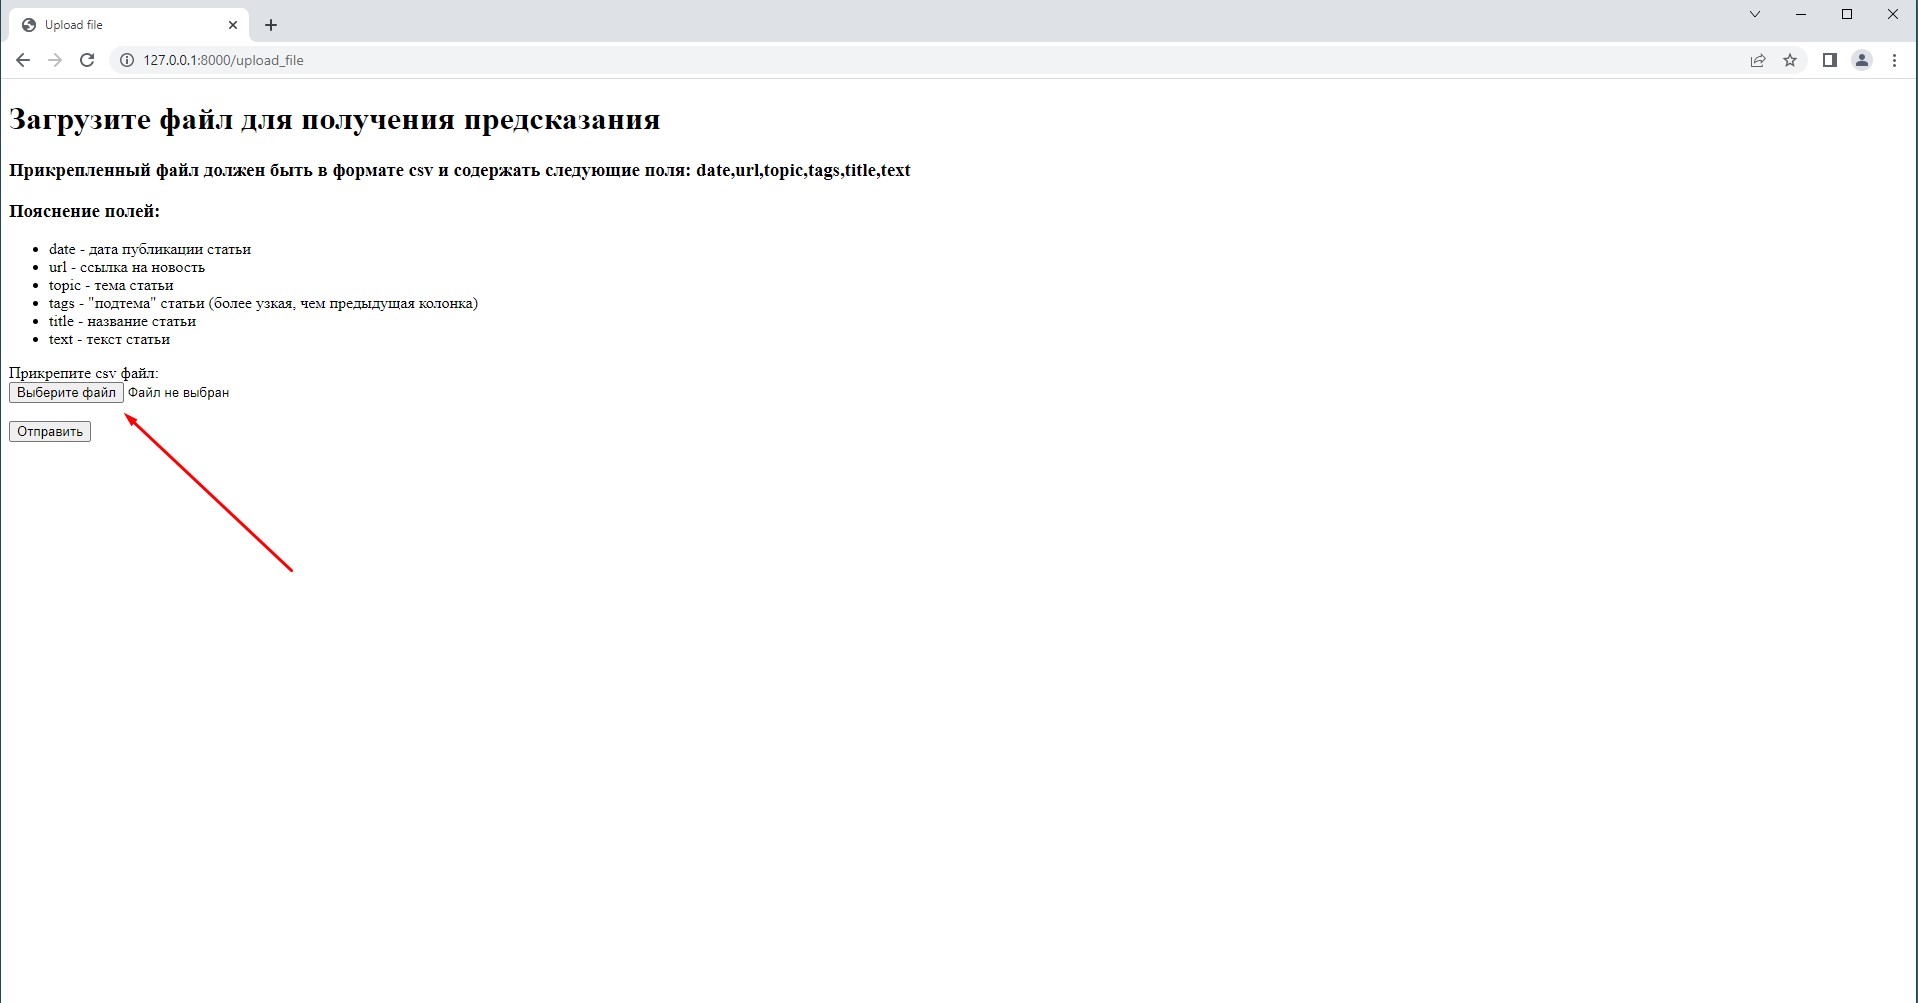 Upload file
127.0.0.1:8000/upload_file
Загрузите файл для получения предсказания
Прикрепленный файл должен быть в формате csv и содержать следующие поля: date,url,topic,tags,title,text
Пояснение полей:
date - дата публикации статьи
url - ссылка на новость
topic - тема статьи
tags - "подтема" статьи (более узкая, чем предыдущая колонка)
title - название статьи
text - текст статьи
Прикрепите csv файл:
Выберите файл Файл не выбран
Отправить